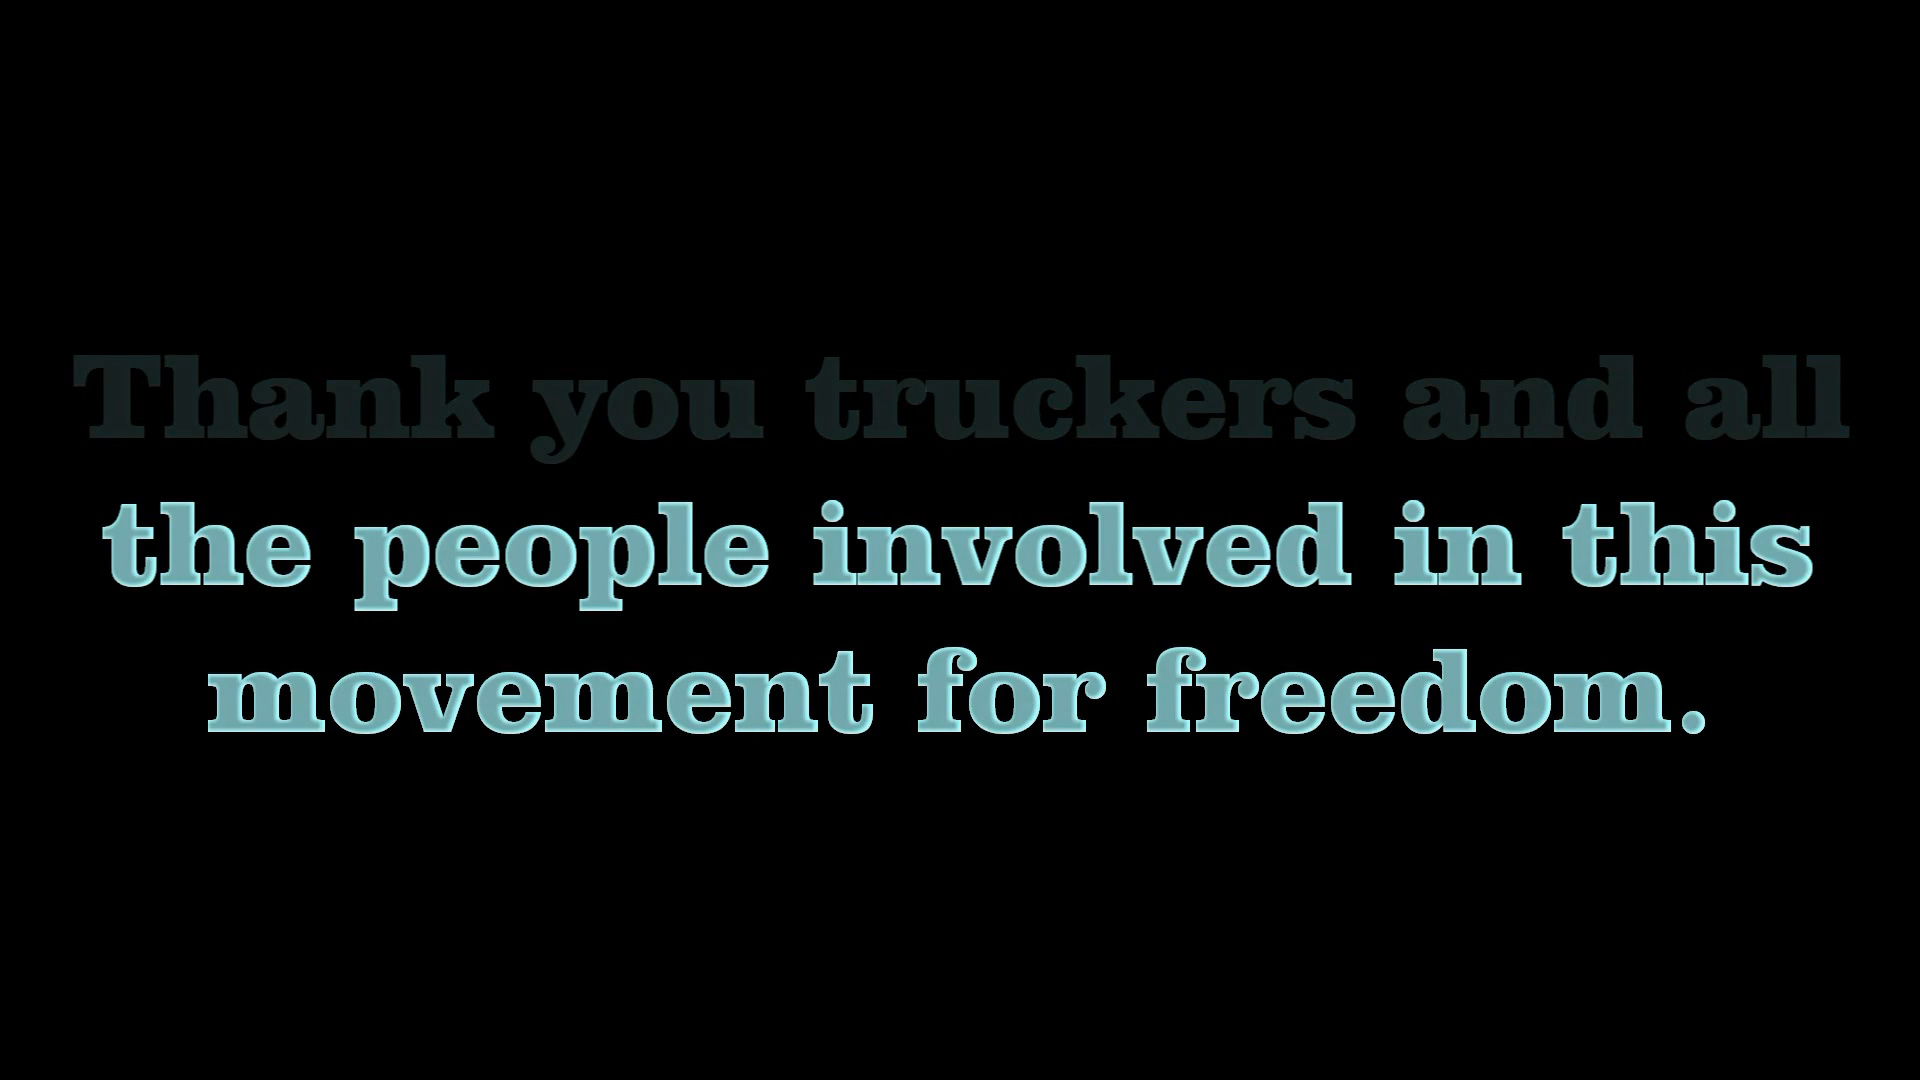 Thank you truckers and all
the people involved in this
movement for freedom.